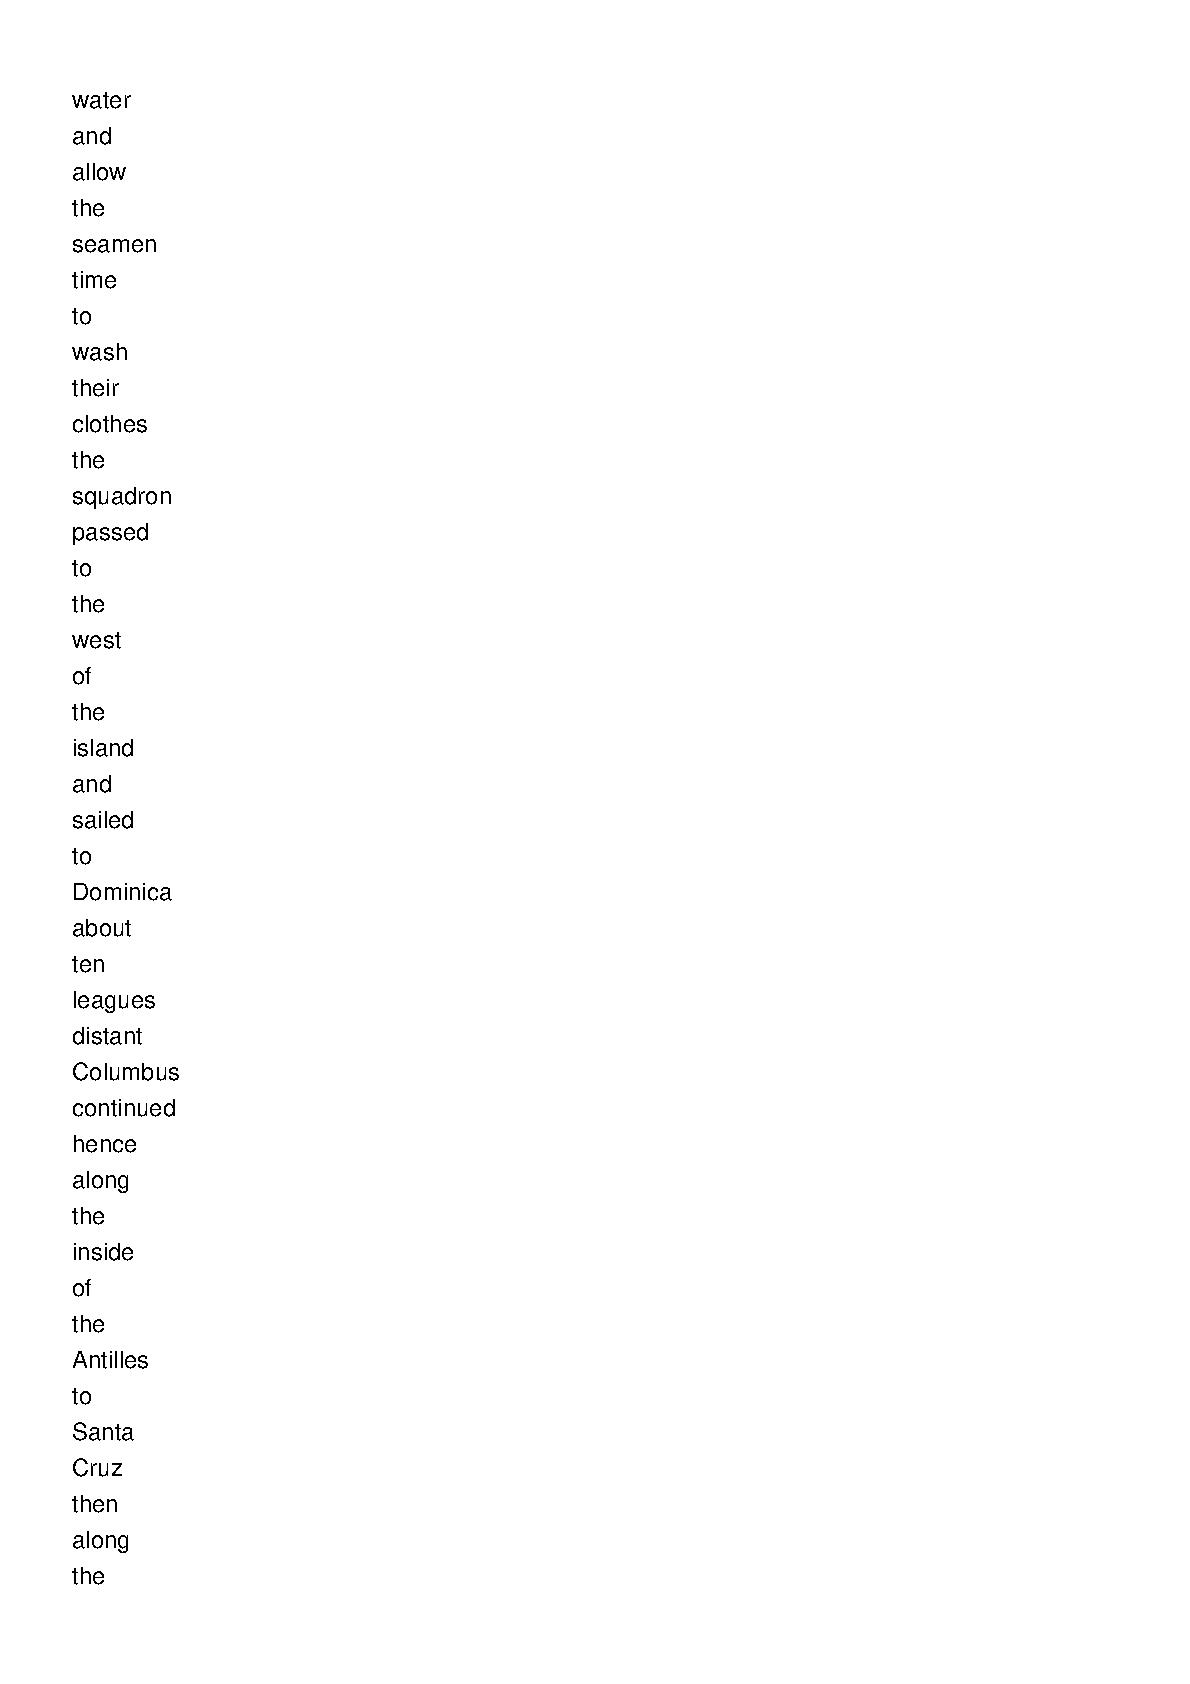 water
and
allow
the
seamen
time
to
wash
their
clothes
the
squadron
passed
to
the
west
of
the
island
and
sailed
to
Dominica
about
ten
leagues
distant
Columbus
continued
hence
along
the
inside
of
the
Antilles
to
Santa
Cruz
then
along
the